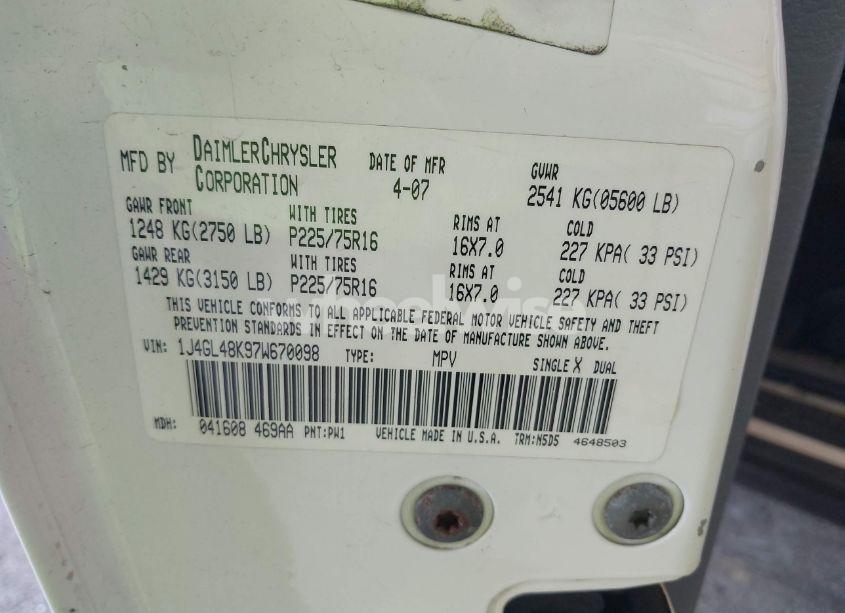 MFD BY DAIMLERCHRYSLER CORPORATION DATE OF MFR 4-07 GVWR 2541 KG(05600 LB)
GAWR FRONT WITH TIRES RIMS AT COLD
1248 KG(2750 LB) P225/75R16 16X7.0 227 KPA( 33 PSI)
GAWR REAR WITH TIRES RIMS AT COLD
1429 KG(3150 LB) P225/75R16 16X7.0 227 KPA( 33 PSI)
THIS VEHICLE CONFORMS TO ALL APPLICABLE FEDERAL MOTOR VEHICLE SAFETY AND THEFT
PREVENTION STANDARDS IN EFFECT ON THE DATE OF MANUFACTURE SHOWN ABOVE.
VIN: 1J4GL48K97W670098 TYPE: MPV SINGLE X DUAL
MDH: 041608 469AA PNT:PW1 VEHICLE MADE IN U.S.A. TRM:N5D5 4648503